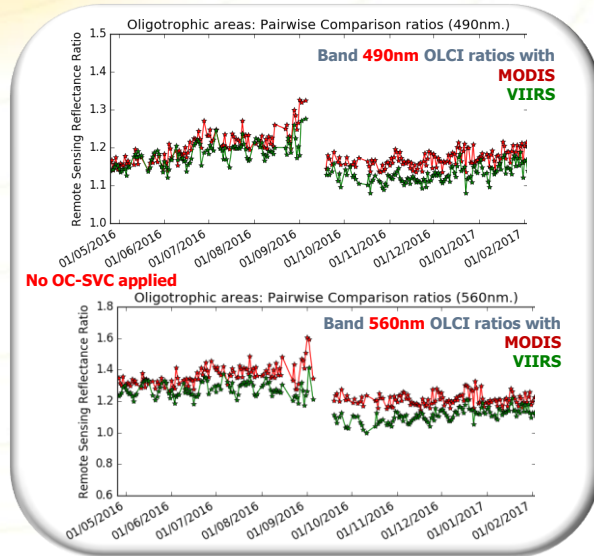 Oligotrophic areas: Pairwise Comparison ratios (490nm.)
Band 490nm OLCI ratios with
MODIS
VIIRS
Remote Sensing Reflectance Ratio
1.5
1.4
1.3
1.2
1.1
1.0
01/05/2016 01/06/2016 01/07/2016 01/08/2016 01/09/2016 01/10/2016 01/11/2016 01/12/2016 01/01/2017 01/02/2017
No OC-SVC applied
Oligotrophic areas: Pairwise Comparison ratios (560nm.)
Band 560nm OLCI ratios with
MODIS
VIIRS
Remote Sensing Reflectance Ratio
1.8
1.6
1.4
1.2
1.0
0.8
0.6
01/05/2016 01/06/2016 01/07/2016 01/08/2016 01/09/2016 01/10/2016 01/11/2016 01/12/2016 01/01/2017 01/02/2017